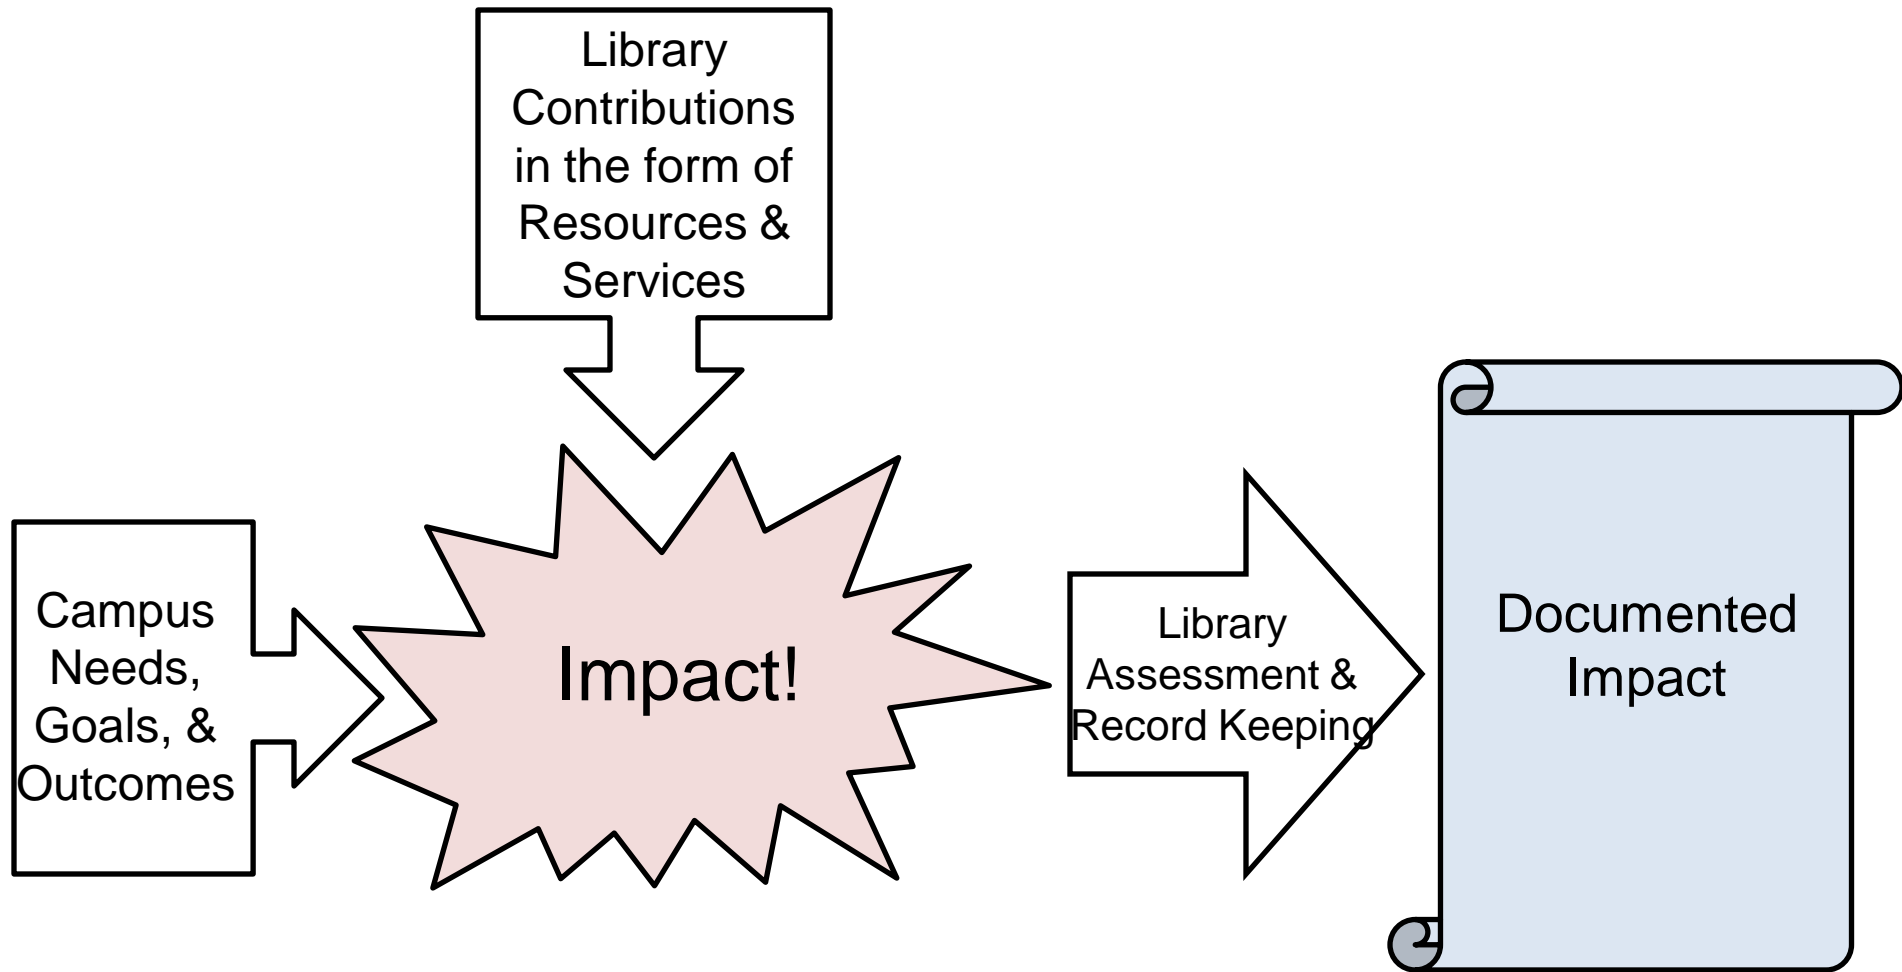 Library
Contributions
in the form of
Resources &
Services
Campus
Needs,
Goals, &
Outcomes
Impact!
Library
Assessment &
Record Keeping
Documented
Impact